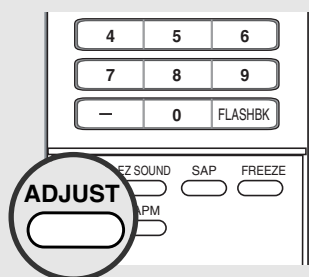 4 5 6
7 8 9
— 0 FLASHBK
EZ SOUND SAP FREEZE
ADJUST
APM